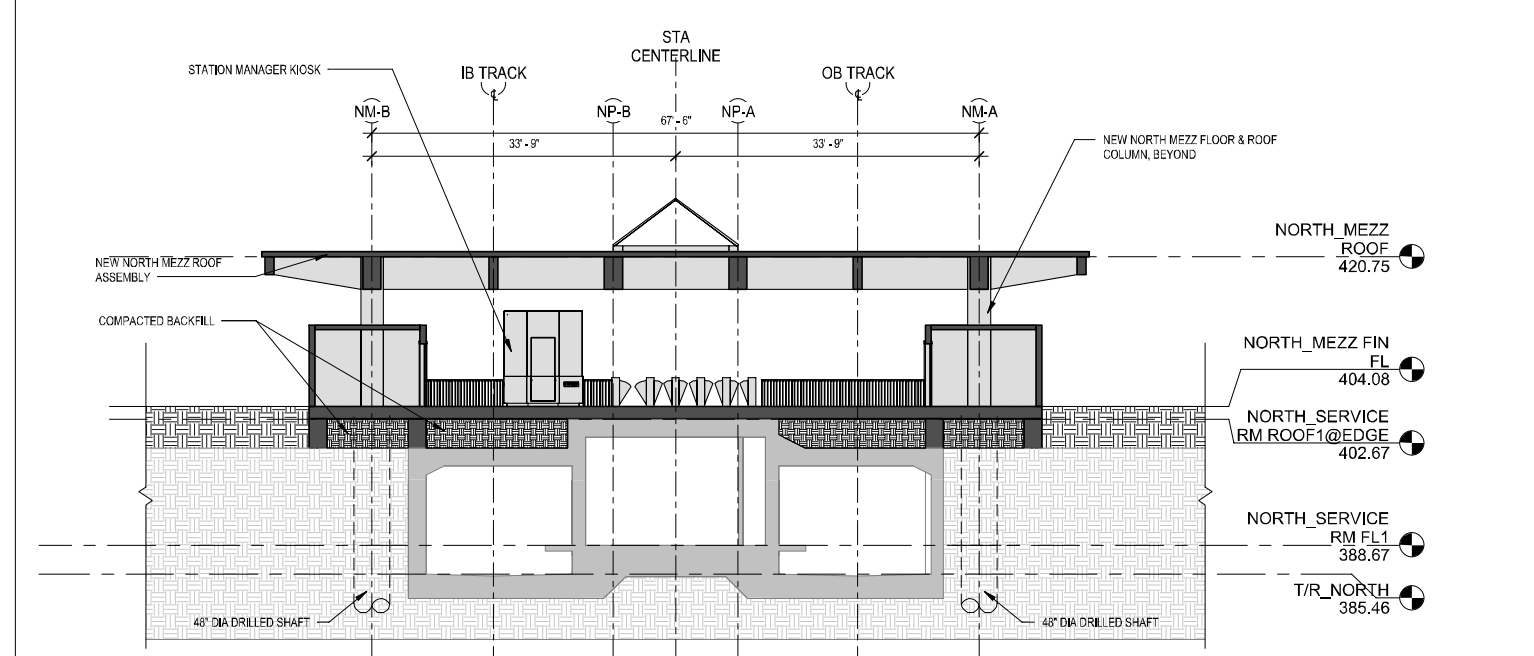 STA
CENTERLINE
STATION MANAGER KIOSK
IB TRACK
OB TRACK
℄
℄
NM-B
NP-B
NP-A
NM-A
67' - 6"
33' - 9"
33' - 9"
NEW NORTH MEZZ FLOOR & ROOF
COLUMN, BEYOND
NORTH_MEZZ
ROOF
420.75
NEW NORTH MEZZ ROOF
ASSEMBLY
COMPACTED BACKFILL
NORTH_MEZZ FIN
FL
404.08
NORTH_SERVICE
RM ROOF1@EDGE
402.67
NORTH_SERVICE
RM FL1
388.67
T/R_NORTH
385.46
48" DIA DRILLED SHAFT
48" DIA DRILLED SHAFT